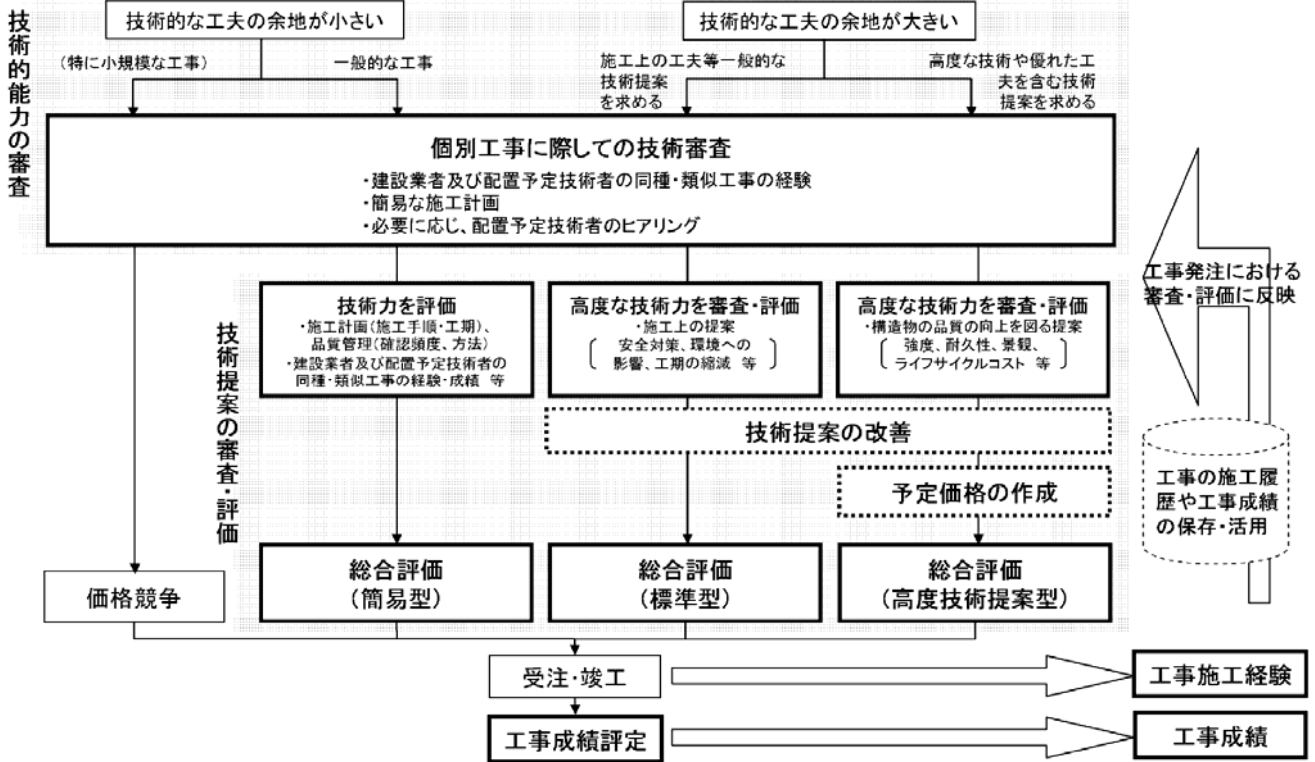 技術的能力の審査
技術的な工夫の余地が小さい
技術的な工夫の余地が大きい
(特に小規模な工事)
一般的な工事
施工上の工夫等一般的な
技術提案
を求める
高度な技術や優れた工
夫を含む技術
提案を求める
個別工事に際しての技術審査
・建設業者及び配置予定技術者の同種・類似工事の経験
・簡易な施工計画
・必要に応じ、配置予定技術者のヒアリング
工事発注における
審査・評価に反映
技術提案の審査・評価
技術力を評価
・施工計画(施工手順・工期)、
品質管理(確認頻度、方法)
・建設業者及び配置予定技術者の
同種・類似工事の経験・成績 等
高度な技術力を審査・評価
・施工上の提案
安全対策、環境への
影響、工期の縮減 等
高度な技術力を審査・評価
・構造物の品質の向上を図る提案
強度、耐久性、景観、
ライフサイクルコスト 等
技術提案の改善
予定価格の作成
工事の施工履
歴や工事成績
の保存・活用
価格競争
総合評価
(簡易型)
総合評価
(標準型)
総合評価
(高度技術提案型)
受注・竣工
工事施工経験
工事成績評定
工事成績